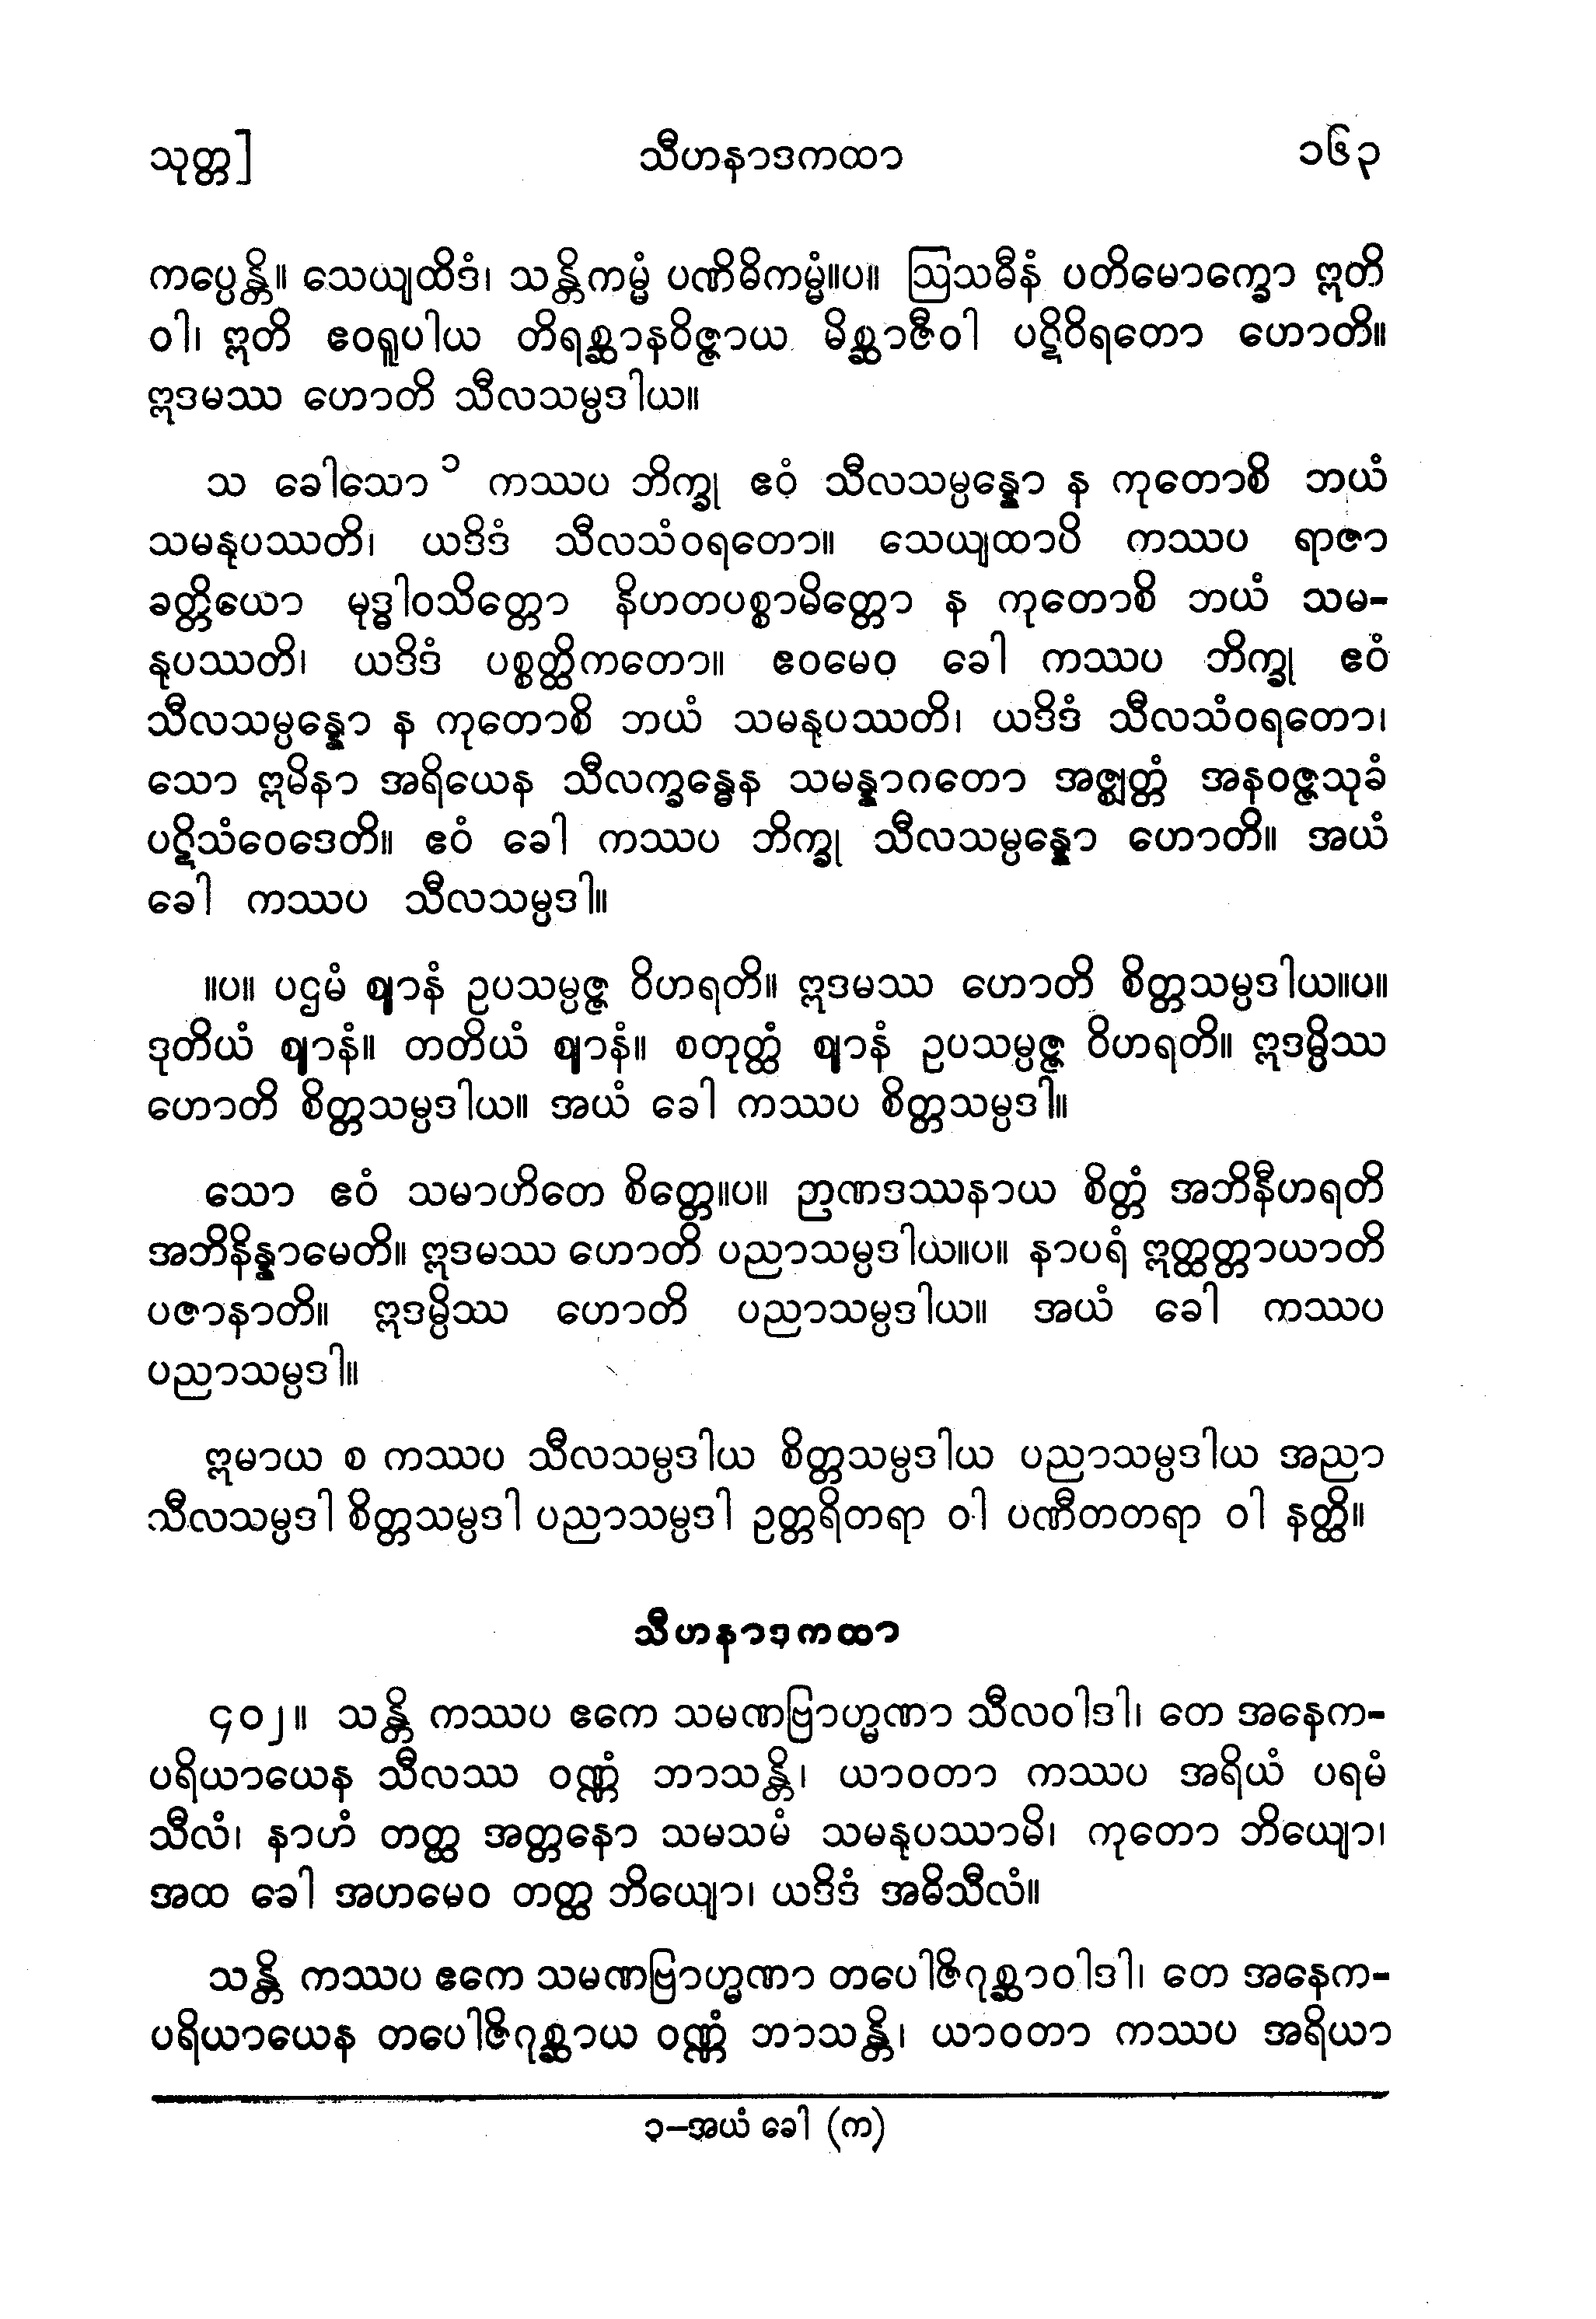 သုတ္တ]
သီဟနာဒကထာ
၁၆၃
ကပ္ပေန္တိ။ သေယျထိဒံ၊ သန္တိကမ္မံ ပဏိဓိကမ္မံ။ပ။ ဩသဓီနံ ပတိမောက္ခော ဣတိ
ဝါ၊ ဣတိ ဧဝရူပါယ တိရစ္ဆာနဝိဇ္ဇာယ မိစ္ဆာဇီဝါ ပဋိဝိရတော ဟောတိ။
ဣဒမဿ ဟောတိ သီလသမ္ပဒါယ။
သ ခေါသော ၁ ကဿပ ဘိက္ခု ဧဝံ သီလသမ္ပန္နော န ကုတောစိ ဘယံ
သမနုပဿတိ၊ ယဒိဒံ သီလသံဝရတော။ သေယျထာပိ ကဿပ ရာဇာ
ခတ္တိယော မုဒ္ဓါဝသိတ္တော နိဟတပစ္စာမိတ္တော န ကုတောစိ ဘယံ သမ-
နုပဿတိ၊ ယဒိဒံ ပစ္စတ္ထိကတော။ ဧဝမေဝ ခေါ ကဿပ ဘိက္ခု ဧဝံ
သီလသမ္ပန္နော န ကုတောစိ ဘယံ သမနုပဿတိ၊ ယဒိဒံ သီလသံဝရတော၊
သော ဣမိနာ အရိယေန သီလက္ခန္ဓေန သမန္နာဂတော အဇ္ဈတ္တံ အနဝဇ္ဇသုခံ
ပဋိသံဝေဒေတိ။ ဧဝံ ခေါ ကဿပ ဘိက္ခု သီလသမ္ပန္နော ဟောတိ။ အယံ
ခေါ ကဿပ သီလသမ္ပဒါ။
။ပ။ ပဌမံ ဈာနံ ဥပသမ္ပဇ္ဇ ဝိဟရတိ။ ဣဒမဿ ဟောတိ စိတ္တသမ္ပဒါယ။ပ။
ဒုတိယံ ဈာနံ။ တတိယံ ဈာနံ။ စတုတ္ထံ ဈာနံ ဥပသမ္ပဇ္ဇ ဝိဟရတိ။ ဣဒမ္ပိဿ
ဟောတိ စိတ္တသမ္ပဒါယ။ အယံ ခေါ ကဿပ စိတ္တသမ္ပဒါ။
သော ဧဝံ သမာဟိတေ စိတ္တေ။ပ။ ဉာဏဒဿနာယ စိတ္တံ အဘိနီဟရတိ
အဘိနိန္နာမေတိ။ ဣဒမဿ ဟောတိ ပညာသမ္ပဒါယ။ပ။ နာပရံ ဣတ္ထတ္တာယာတိ
ပဇာနာတိ။ ဣဒမ္ပိဿ ဟောတိ ပညာသမ္ပဒါယ။ အယံ ခေါ ကဿပ
ပညာသမ္ပဒါ။
ဣမာယ စ ကဿပ သီလသမ္ပဒါယ စိတ္တသမ္ပဒါယ ပညာသမ္ပဒါယ အညာ
သီလသမ္ပဒါ စိတ္တသမ္ပဒါ ပညာသမ္ပဒါ ဥတ္တရိတရာ ဝါ ပဏီတတရာ ဝါ နတ္ထိ။
သီဟနာဒကထာ
၄၀၂။ သန္တိ ကဿပ ဧကေ သမဏဗြာဟ္မဏာ သီလဝါဒါ၊ တေ အနေက-
ပရိယာယေန သီလဿ ဝဏ္ဏံ ဘာသန္တိ၊ ယာဝတာ ကဿပ အရိယံ ပရမံ
သီလံ၊ နာဟံ တတ္ထ အတ္တနော သမသမံ သမနုပဿာမိ၊ ကုတော ဘိယျော၊
အထ ခေါ အဟမေဝ တတ္ထ ဘိယျော၊ ယဒိဒံ အဓိသီလံ။
သန္တိ ကဿပ ဧကေ သမဏဗြာဟ္မဏာ တပေါဇိဂုစ္ဆာဝါဒါ၊ တေ အနေက-
ပရိယာယေန တပေါဇိဂုစ္ဆာယ ဝဏ္ဏံ ဘာသန္တိ၊ ယာဝတာ ကဿပ အရိယာ
၃–အယံ ခေါ (က)